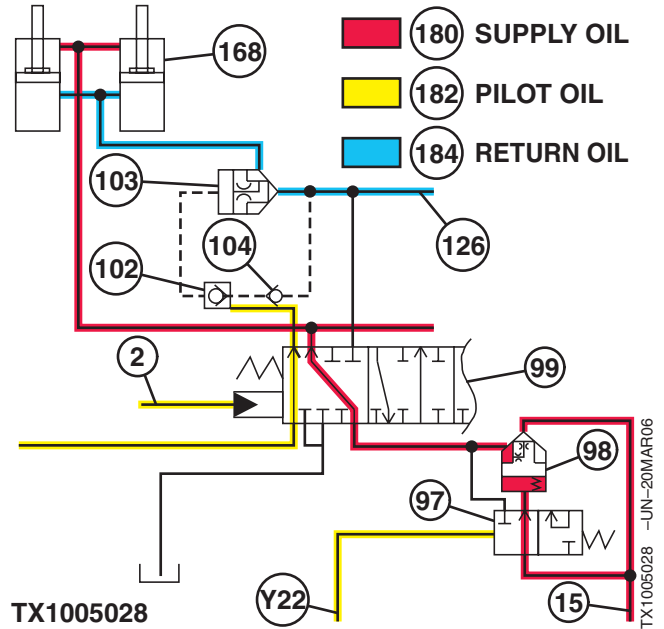 180 SUPPLY OIL
168
182 PILOT OIL
184 RETURN OIL
103
126
104
102
2
99
98
97
Y22
15
TX1005028
TX1005028 –UN–20MAR06